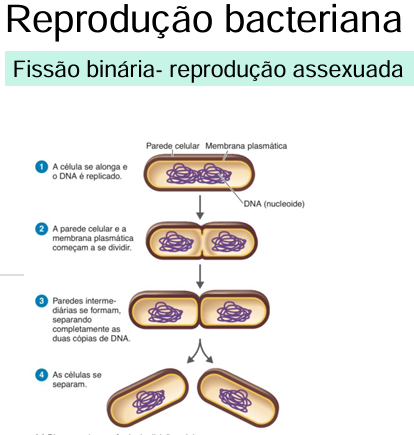 Reprodução bacteriana
Fissão binária- reprodução assexuada
Parede celular Membrana plasmática
1 A célula se alonga e
o DNA é replicado.
DNA (nucleoide)
2 A parede celular e a
membrana plasmática
começam a se dividir.
3 Paredes interme-
diárias se formam,
separando
completamente as
duas cópias de DNA.
4 As células se
separam.